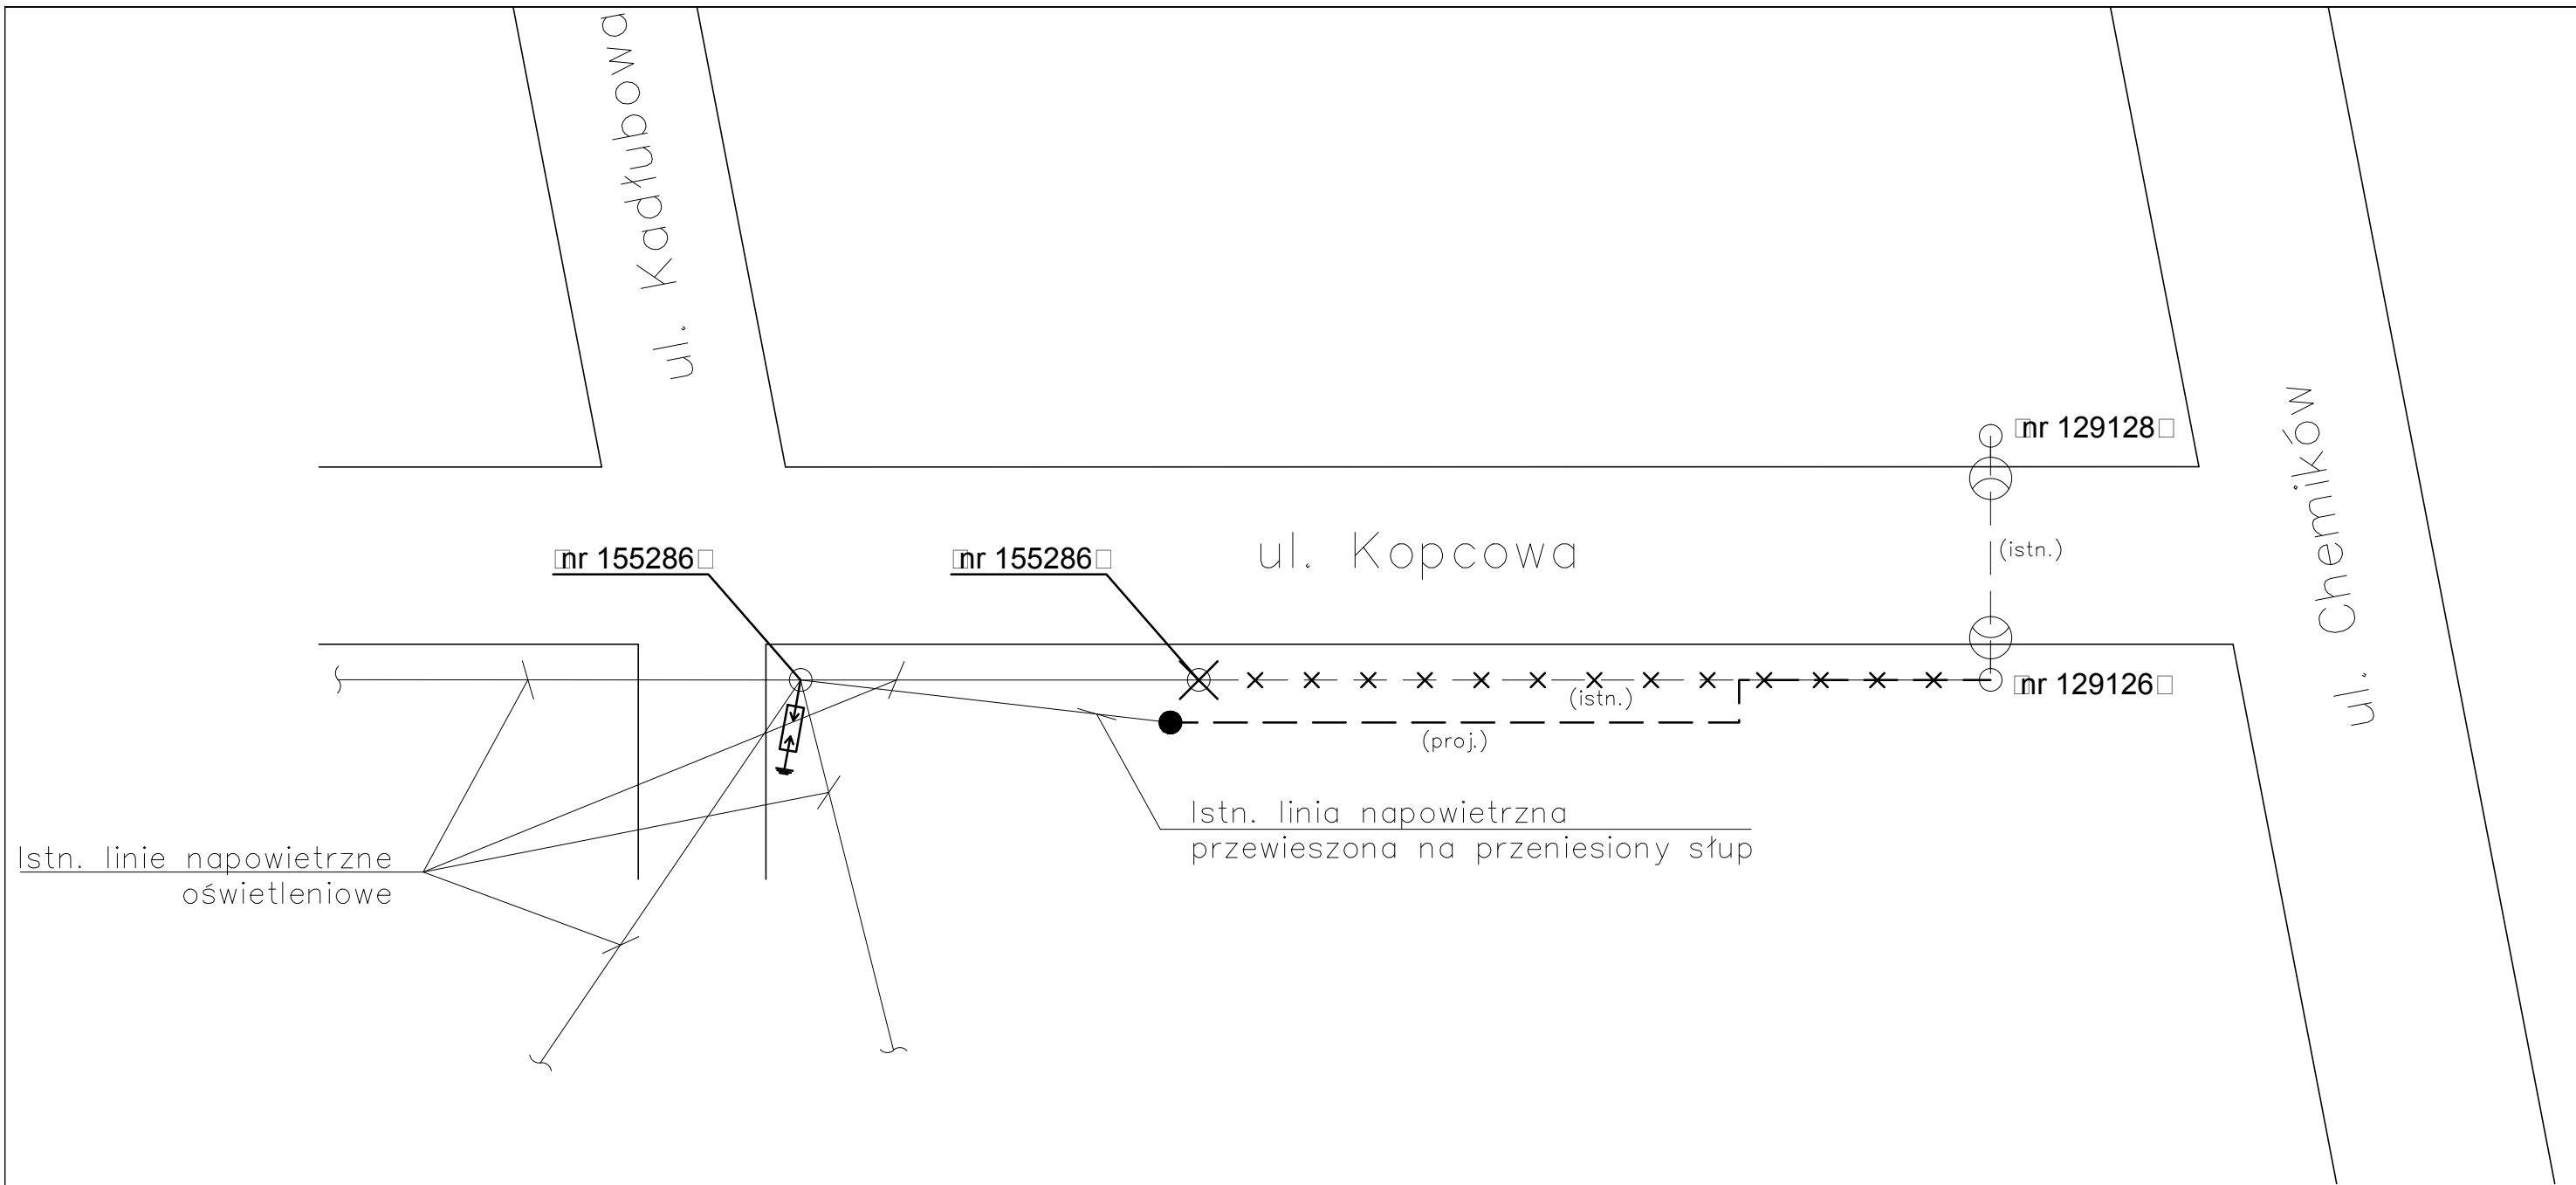 ul. Kadłubowa
nr 129128
ul. Chemików
ul. Kopcowa
(istn.)
nr 155286
nr 155286
nr 129126
(istn.)
(proj.)
Istn. linia napowietrzna
przewieszona na przeniesiony słup
Istn. linie napowietrzne
oświetleniowe